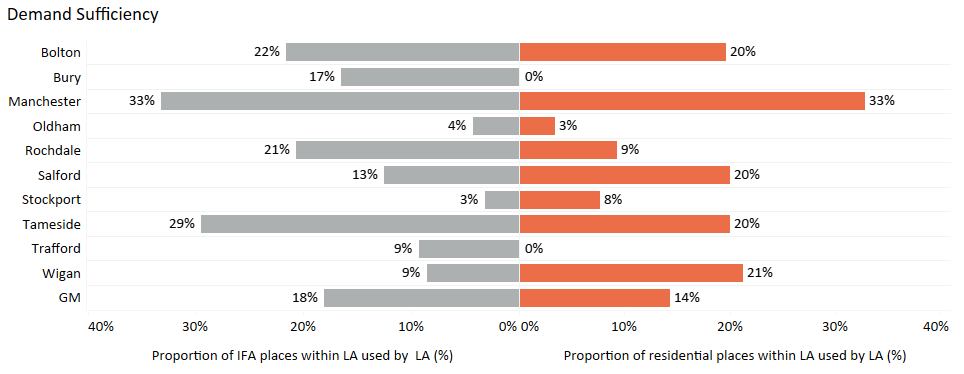 Demand Sufficiency
Bolton 22% 20%
Bury 17% 0%
Manchester 33% 33%
Oldham 4% 3%
Rochdale 21% 9%
Salford 13% 20%
Stockport 3% 8%
Tameside 29% 20%
Trafford 9% 0%
Wigan 9% 21%
GM 18% 14%
40% 30% 20% 10% 0% 0% 10% 20% 30% 40%
Proportion of IFA places within LA used by LA (%) Proportion of residential places within LA used by LA (%)